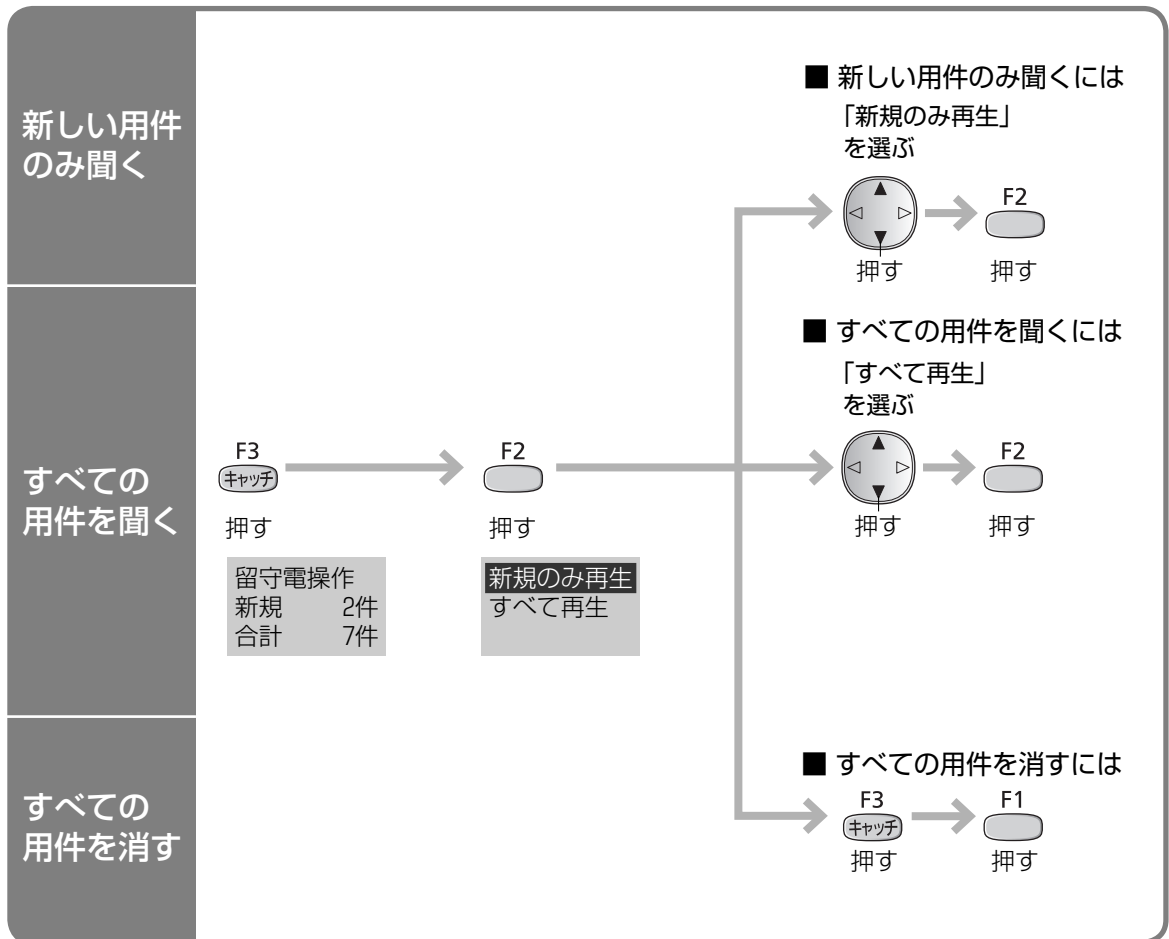 新しい用件
のみ聞く
すべての
用件を聞く
すべての
用件を消す
F3
キャッチ
押す
留守電操作
新規 2件
合計 7件
F2
押す
新規のみ再生
すべて再生
■ 新しい用件のみ聞くには
「新規のみ再生」
を選ぶ
押す
F2
押す
■ すべての用件を聞くには
「すべて再生」
を選ぶ
押す
F2
押す
■ すべての用件を消すには
F3
キャッチ
押す
F1
押す